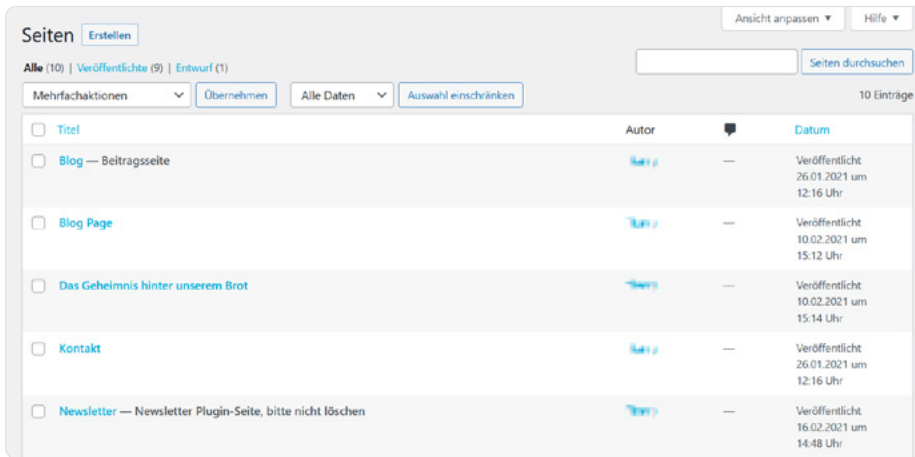 Ansicht anpassen ▼ Hilfe ▼
Seiten Erstellen
Alle (10) | Veröffentlichte (9) | Entwurf (1)
Seiten durchsuchen
Mehrfachaktionen Übernehmen Alle Daten Auswahl einschränken 10 Einträge
Titel Autor Datum
Blog — Beitragsseite — Veröffentlicht
26.01.2021 um
12:16 Uhr
Blog Page — Veröffentlicht
10.02.2021 um
15:12 Uhr
Das Geheimnis hinter unserem Brot — Veröffentlicht
10.02.2021 um
15:14 Uhr
Kontakt — Veröffentlicht
26.01.2021 um
12:16 Uhr
Newsletter — Newsletter Plugin-Seite, bitte nicht löschen — Veröffentlicht
16.02.2021 um
14:48 Uhr